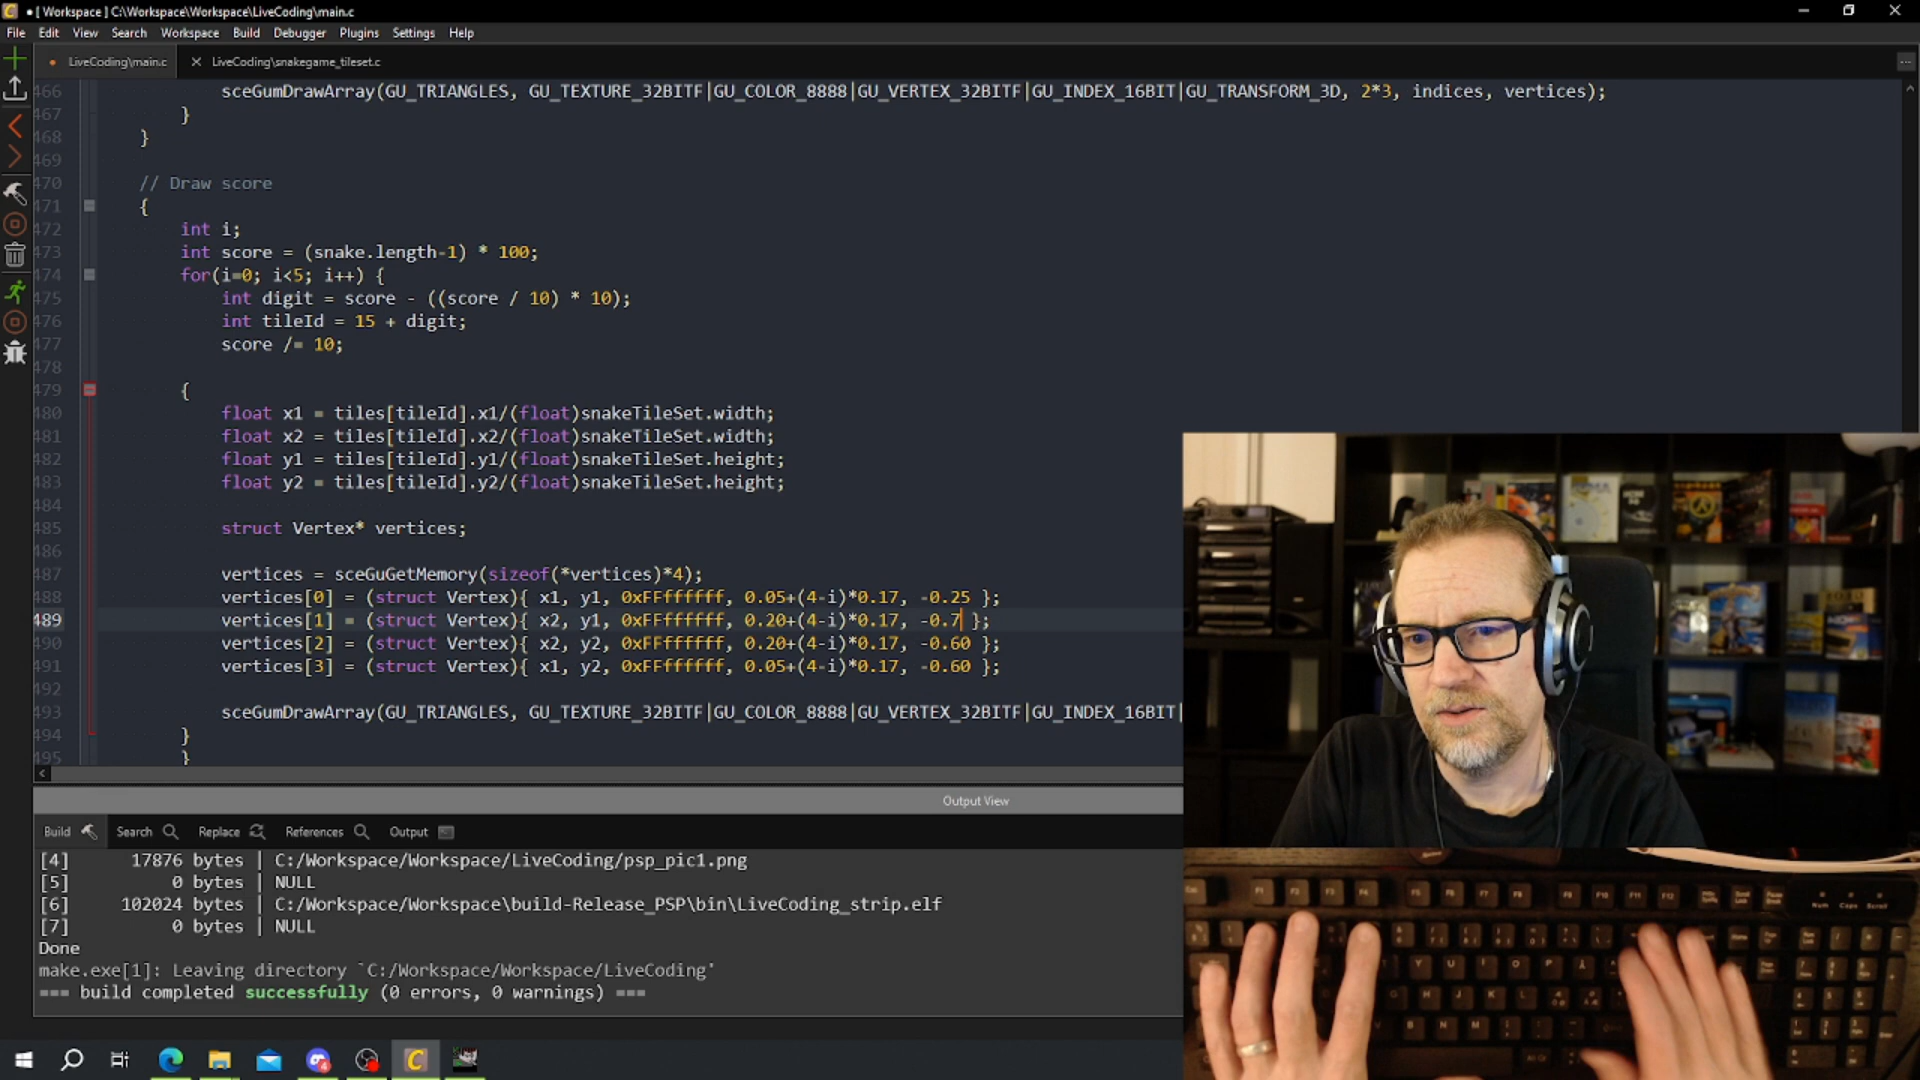 [ Workspace ] C:\Workspace\Workspace\LiveCoding\main.c
File Edit View Search Workspace Build Debugger Plugins Settings Help
LiveCoding\main.c LiveCoding\snakegame_tileset.c
466 sceGumDrawArray(GU_TRIANGLES, GU_TEXTURE_32BITF|GU_COLOR_8888|GU_VERTEX_32BITF|GU_INDEX_16BIT|GU_TRANSFORM_3D, 2*3, indices, vertices);
467 }
468 }
469
470 // Draw score
471 {
472 int i;
473 int score = (snake.length-1) * 100;
474 for(i=0; i<5; i++) {
475 int digit = score - ((score / 10) * 10);
476 int tileId = 15 + digit;
477 score /= 10;
478
479 {
480 float x1 = tiles[tileId].x1/(float)snakeTileSet.width;
481 float x2 = tiles[tileId].x2/(float)snakeTileSet.width;
482 float y1 = tiles[tileId].y1/(float)snakeTileSet.height;
483 float y2 = tiles[tileId].y2/(float)snakeTileSet.height;
484
485 struct Vertex* vertices;
486
487 vertices = sceGuGetMemory(sizeof(*vertices)*4);
488 vertices[0] = (struct Vertex){ x1, y1, 0xFFffffff, 0.05+(4-i)*0.17, -0.25 };
489 vertices[1] = (struct Vertex){ x2, y1, 0xFFffffff, 0.20+(4-i)*0.17, -0.7 };
490 vertices[2] = (struct Vertex){ x2, y2, 0xFFffffff, 0.20+(4-i)*0.17, -0.60 };
491 vertices[3] = (struct Vertex){ x1, y2, 0xFFffffff, 0.05+(4-i)*0.17, -0.60 };
492
493 sceGumDrawArray(GU_TRIANGLES, GU_TEXTURE_32BITF|GU_COLOR_8888|GU_VERTEX_32BITF|GU_INDEX_16BIT|
494 }
495 }
Output View
Build Search Replace References Output
[4] 17876 bytes | C:/Workspace/Workspace/LiveCoding/psp_pic1.png
[5] 0 bytes | NULL
[6] 102024 bytes | C:/Workspace/Workspace\build-Release_PSP\bin\LiveCoding_strip.elf
[7] 0 bytes | NULL
Done
make.exe[1]: Leaving directory `C:/Workspace/Workspace/LiveCoding'
=== build completed successfully (0 errors, 0 warnings) ===